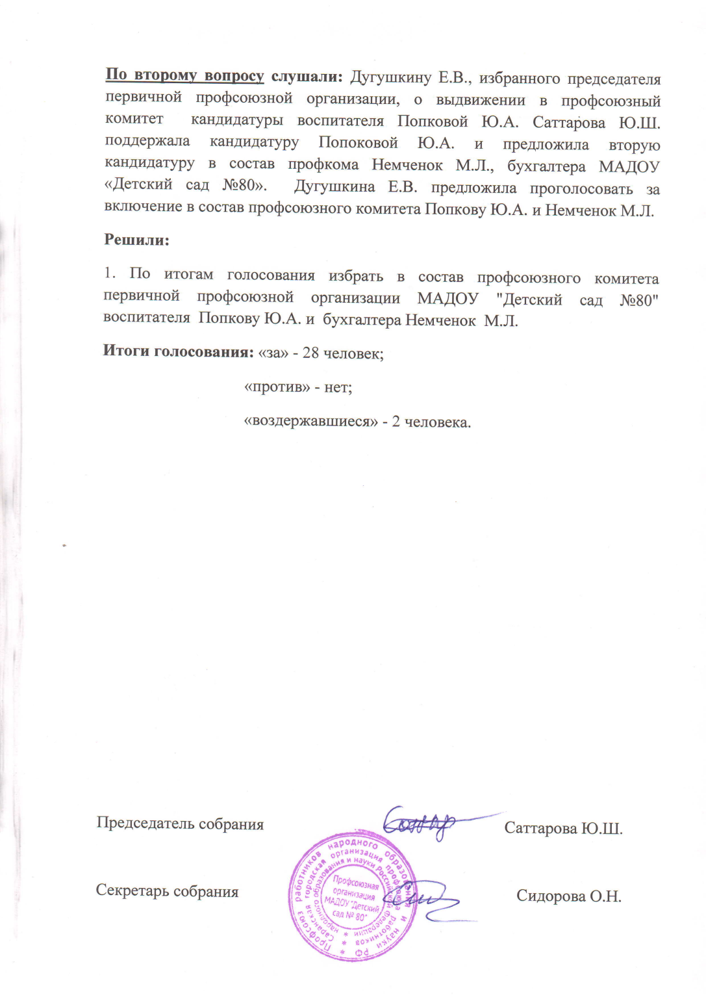 По второму вопросу слушали: Дугушкину Е.В., избранного председателя
первичной профсоюзной организации, о выдвижении в профсоюзный
комитет кандидатуры воспитателя Попковой Ю.А. Саттарова Ю.Ш.
поддержала кандидатуру Попоковой Ю.А. и предложила вторую
кандидатуру в состав профкома Немченок М.Л., бухгалтера МАДОУ
«Детский сад №80». Дугушкина Е.В. предложила проголосовать за
включение в состав профсоюзного комитета Попкову Ю.А. и Немченок М.Л.
Решили:
1. По итогам голосования избрать в состав профсоюзного комитета
первичной профсоюзной организации МАДОУ "Детский сад №80"
воспитателя Попкову Ю.А. и бухгалтера Немченок М.Л.
Итоги голосования: «за» - 28 человек;
«против» - нет;
«воздержавшиеся» - 2 человека.
Председатель собрания Саттарова Ю.Ш.
Секретарь собрания Сидорова О.Н.
* Профсоюз работников народного образования и науки РФ
* Саранская городская организация профсоюза работников
* народного образования и науки Российской Федерации
Профсоюзная
организация
МАДОУ "Детский
сад № 80"